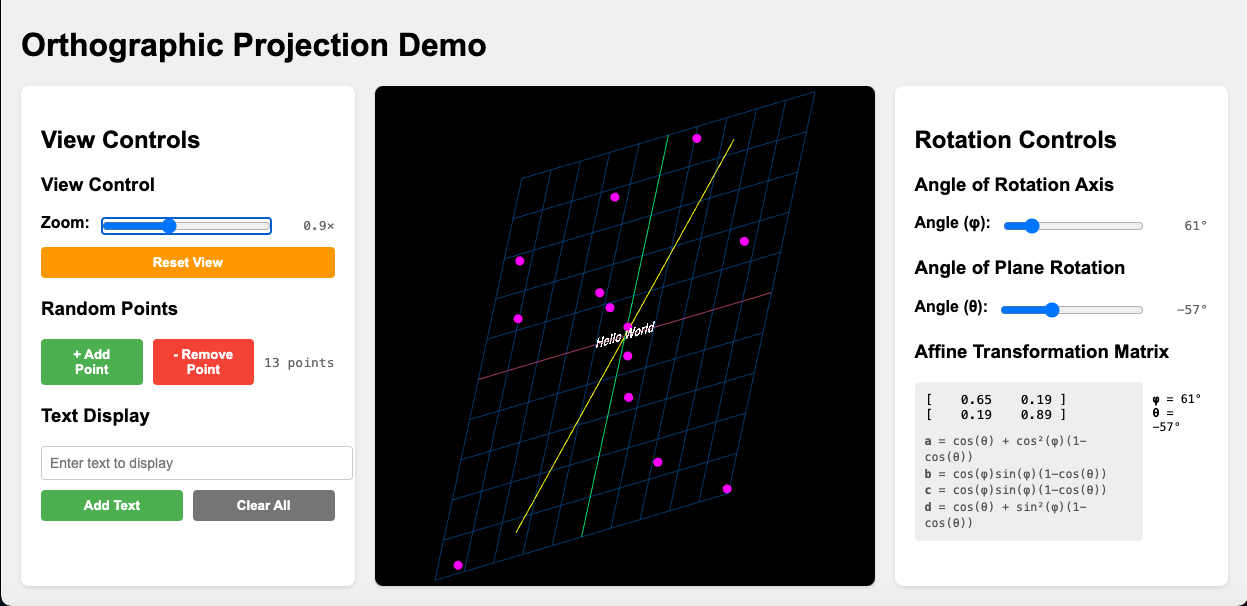 Orthographic Projection Demo
View Controls
View Control
Zoom: 0.9×
Reset View
Random Points
+ Add
Point
- Remove
Point
13 points
Text Display
Enter text to display
Add Text
Clear All
Hello World
Rotation Controls
Angle of Rotation Axis
Angle (φ): 61°
Angle of Plane Rotation
Angle (θ): −57°
Affine Transformation Matrix
[ 0.65 0.19 ]
[ 0.19 0.89 ]
a = cos(θ) + cos²(φ)(1−
cos(θ))
b = cos(φ)sin(φ)(1−cos(θ))
c = cos(φ)sin(φ)(1−cos(θ))
d = cos(θ) + sin²(φ)(1−
cos(θ))
φ = 61°
θ =
−57°